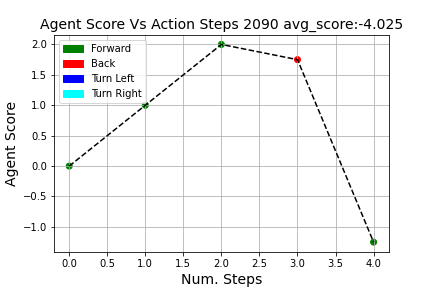 Agent Score Vs Action Steps 2090 avg_score:-4.025
Forward
Back
Turn Left
Turn Right
Agent Score
2.0
1.5
1.0
0.5
0.0
−0.5
−1.0
0.0 0.5 1.0 1.5 2.0 2.5 3.0 3.5 4.0
Num. Steps